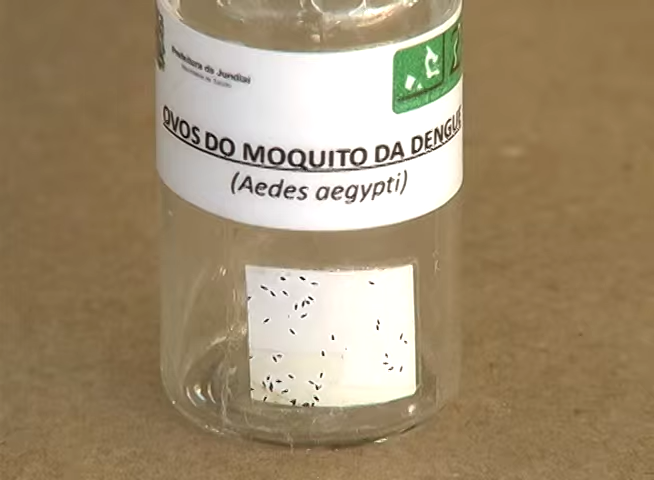 Prefeitura de Jundiaí
OVOS DO MOQUITO DA DENGUE
(Aedes aegypti)